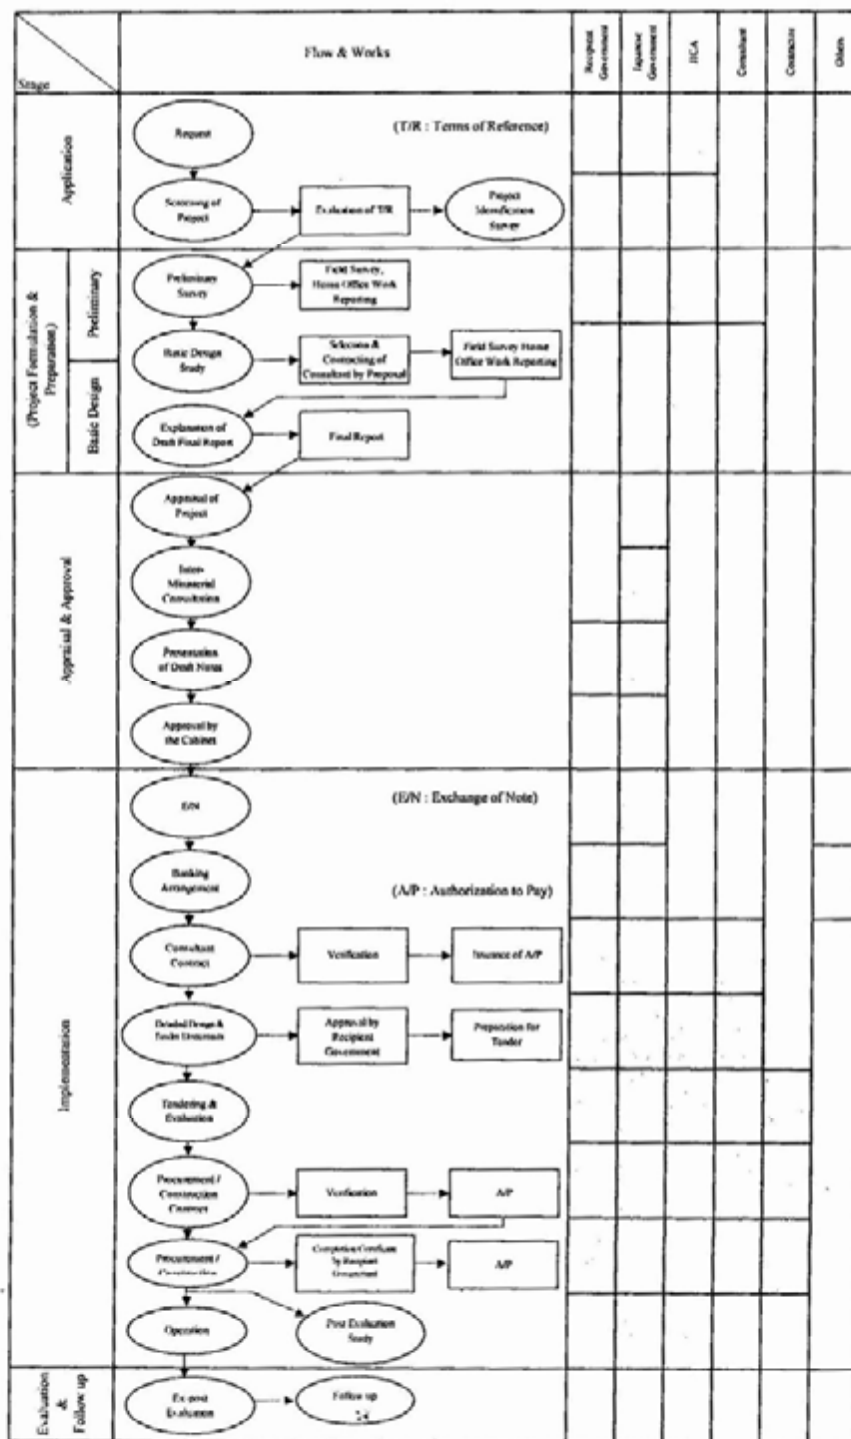 Stage
Flow & Works
Recipient
Government
Japanese
Government
JICA
Consultant
Contractor
Others
Application
Request
(T/R : Terms of Reference)
Screening of
Project
Evaluation of T/R
Project
Identification
Survey
(Project Formulation &
Preparation)
Preliminary
Preliminary
Survey
Field Survey,
Home Office Work
Reporting
Basic Design
Study
Selection &
Contracting of
Consultant by Proposal
Field Survey Home
Office Work Reporting
Basic Design
Explanation of
Draft Final Report
Final Report
Appraisal & Approval
Appraisal of
Project
Inter-
Ministerial
Consultation
Presentation
of Draft Notes
Approval by
the Cabinet
Implementation
E/N
(E/N : Exchange of Note)
Banking
Arrangement
(A/P : Authorization to Pay)
Consultant
Contract
Verification
Issuance of A/P
Detailed Design &
Tender Documents
Approval by
Recipient
Government
Preparation for
Tender
Tendering &
Evaluation
Procurement /
Construction
Contract
Verification
A/P
Procurement /
Construction
Completion Certificate
by Recipient
Government
A/P
Operation
Post Evaluation
Study
Evaluation
&
Follow up
Ex-post
Evaluation
Follow up